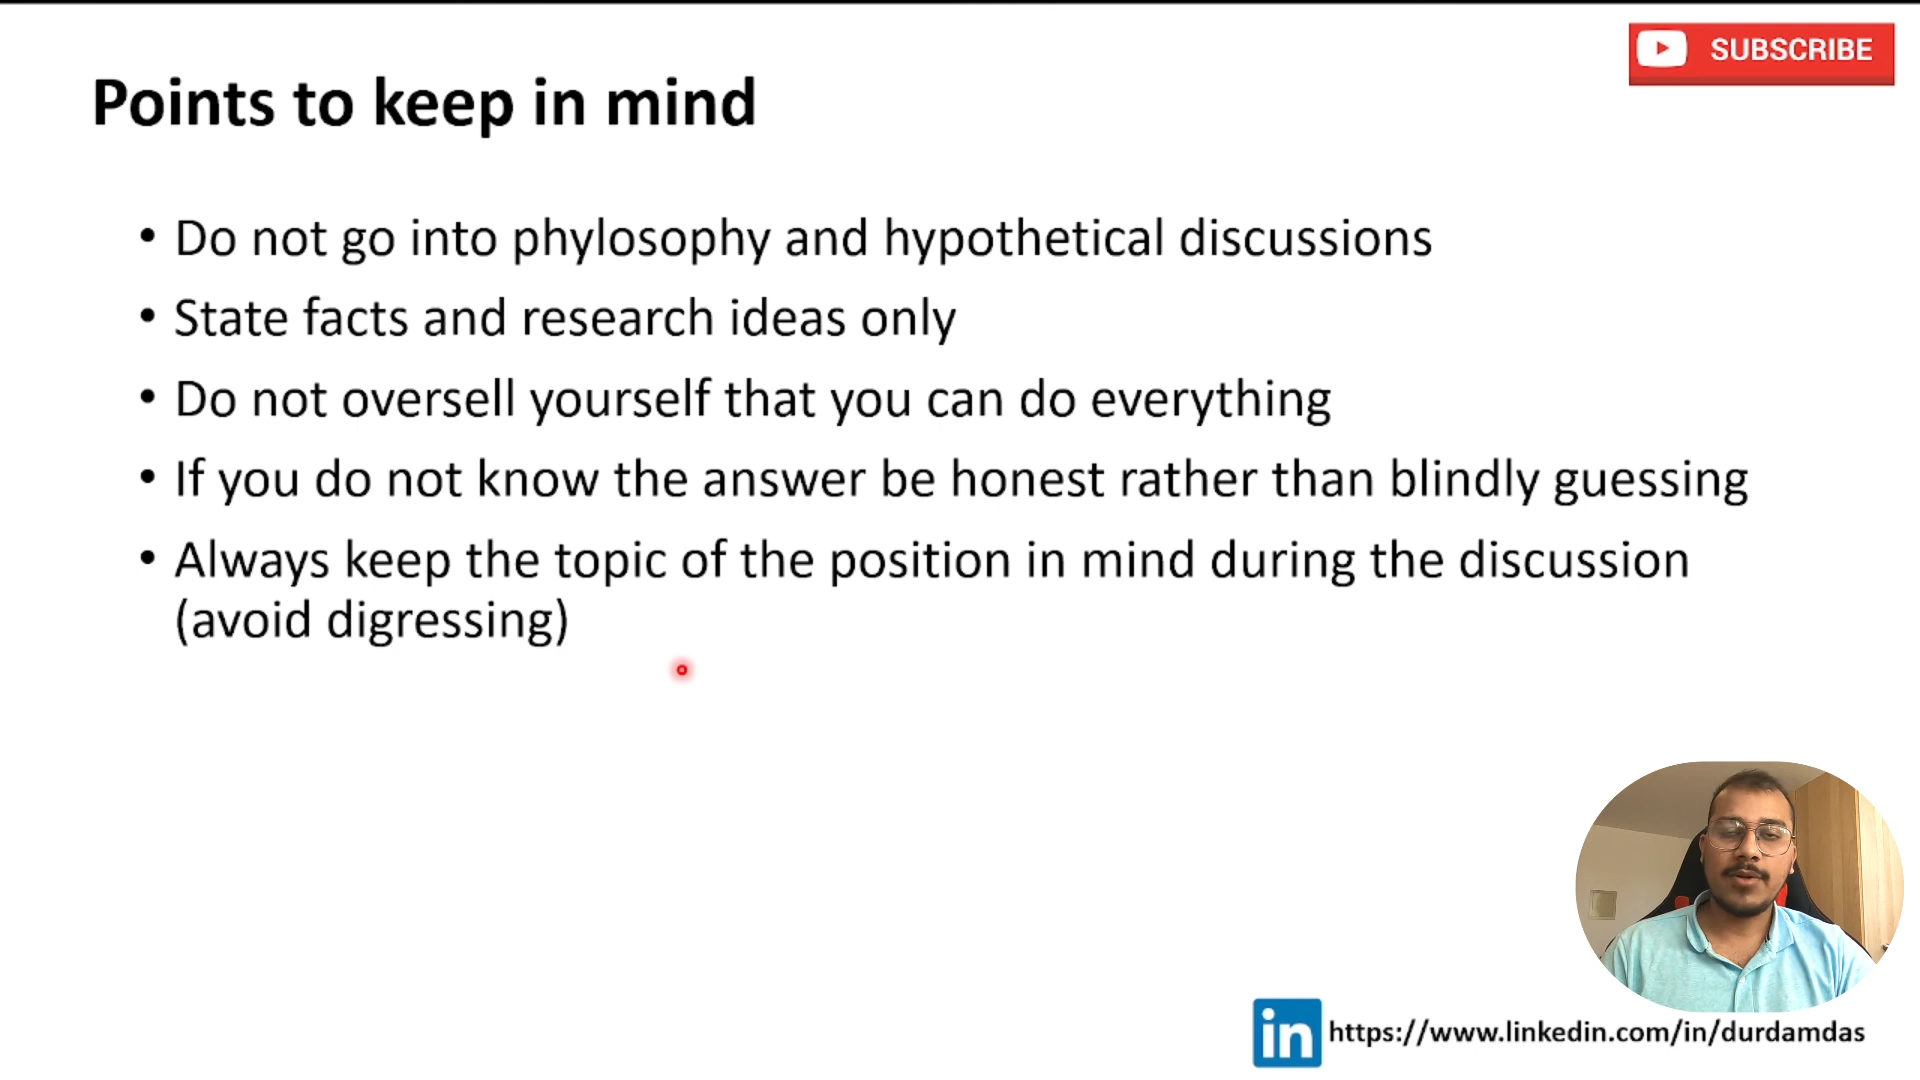 SUBSCRIBE
Points to keep in mind
• Do not go into phylosophy and hypothetical discussions
• State facts and research ideas only
• Do not oversell yourself that you can do everything
• If you do not know the answer be honest rather than blindly guessing
• Always keep the topic of the position in mind during the discussion
(avoid digressing)
in https://www.linkedin.com/in/durdamdas